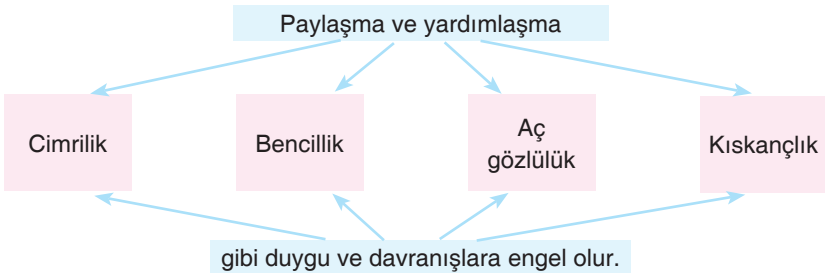 Paylaşma ve yardımlaşma
Cimrilik
Bencillik
Aç
gözlülük
Kıskançlık
gibi duygu ve davranışlara engel olur.